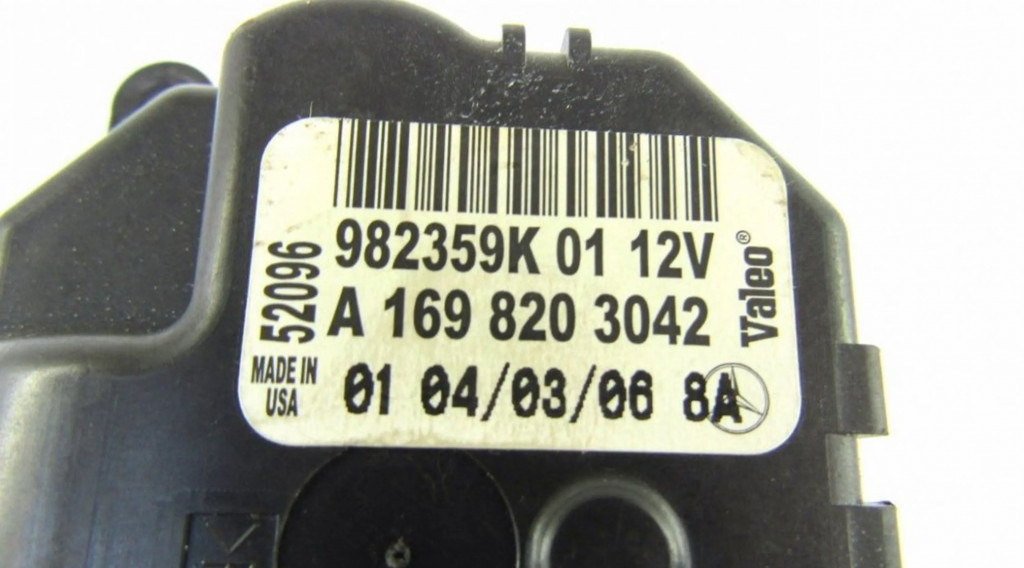 982359K 01 12V
A 169 820 3042
01 04/03/06 8A
52096
MADE IN
USA
Valeo®